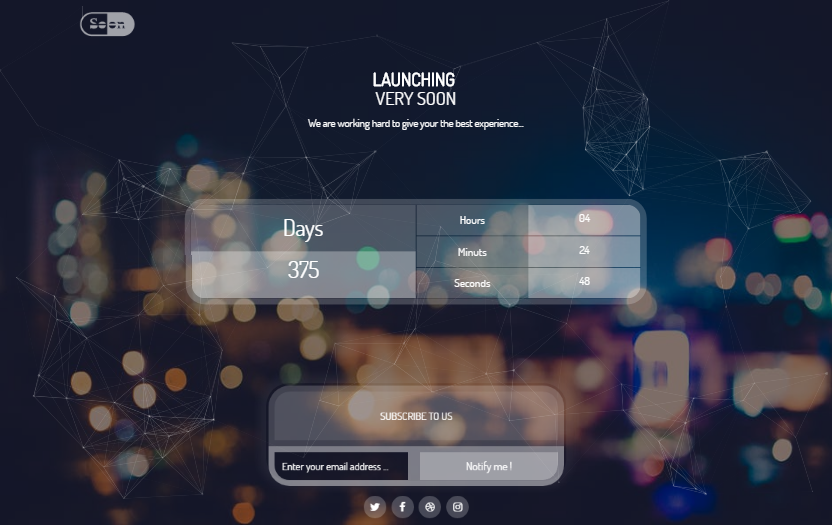 Soon
LAUNCHING
VERY SOON
We are working hard to give your the best experience...
Days
375
Hours
04
Minuts
24
Seconds
48
SUBSCRIBE TO US
Enter your email address ...
Notify me !